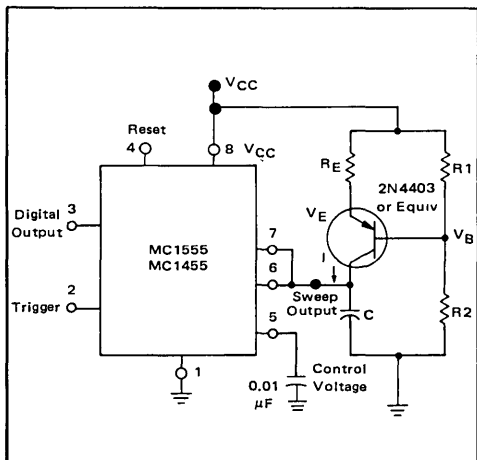 VCC
Reset
4
8 VCC
RE
R1
2N4403
or Equiv
Digital 3
Output
7
VE
VB
MC1555
MC1455
6
I
Sweep
Output
Trigger 2
5
C
R2
1
Control
Voltage
0.01
µF